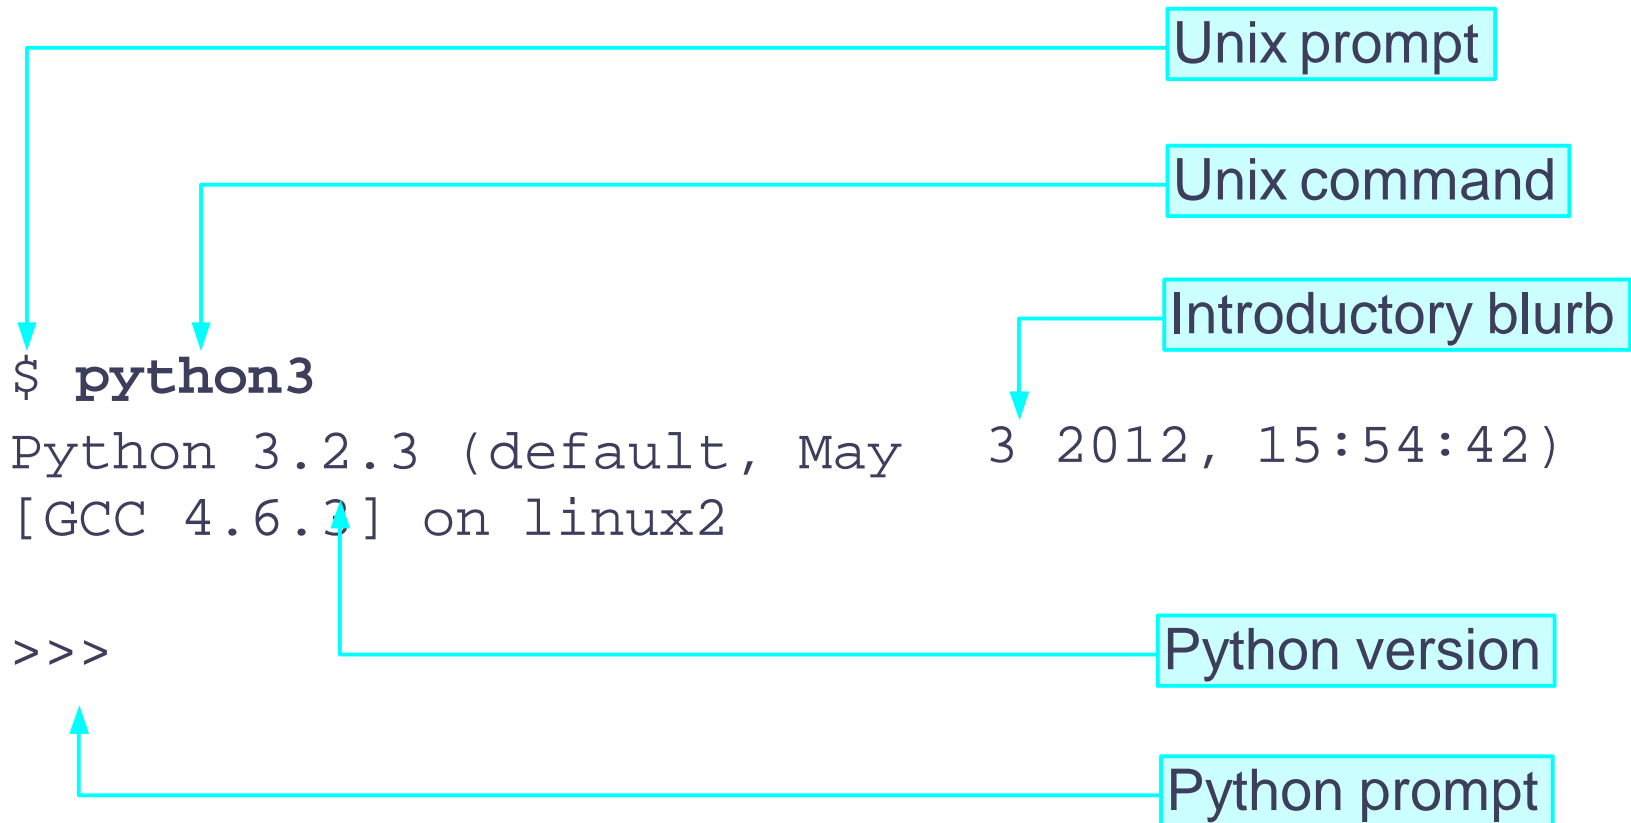 Unix prompt
Unix command
Introductory blurb
$ python3
Python 3.2.3 (default, May 3 2012, 15:54:42)
[GCC 4.6.3] on linux2
>>>
Python version
Python prompt